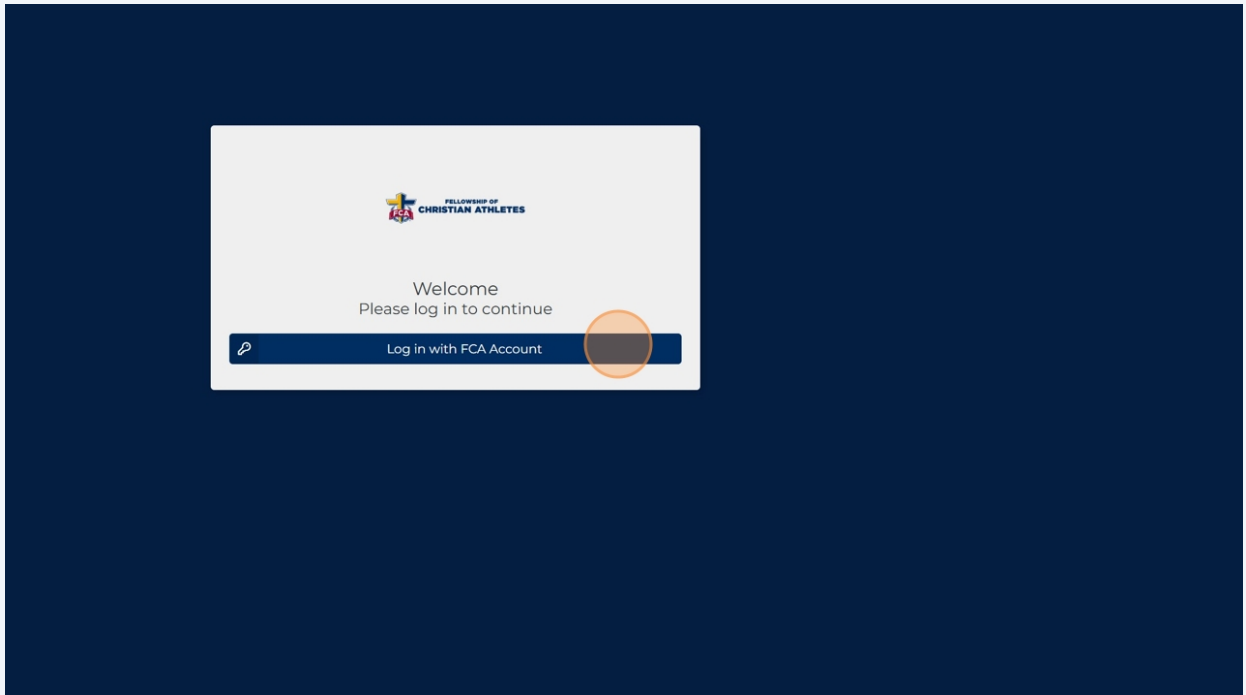 FCA
FELLOWSHIP OF
CHRISTIAN ATHLETES
Welcome
Please log in to continue
Log in with FCA Account